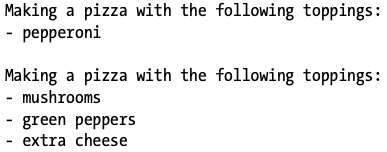 Making a pizza with the following toppings:
- pepperoni

Making a pizza with the following toppings:
- mushrooms
- green peppers
- extra cheese